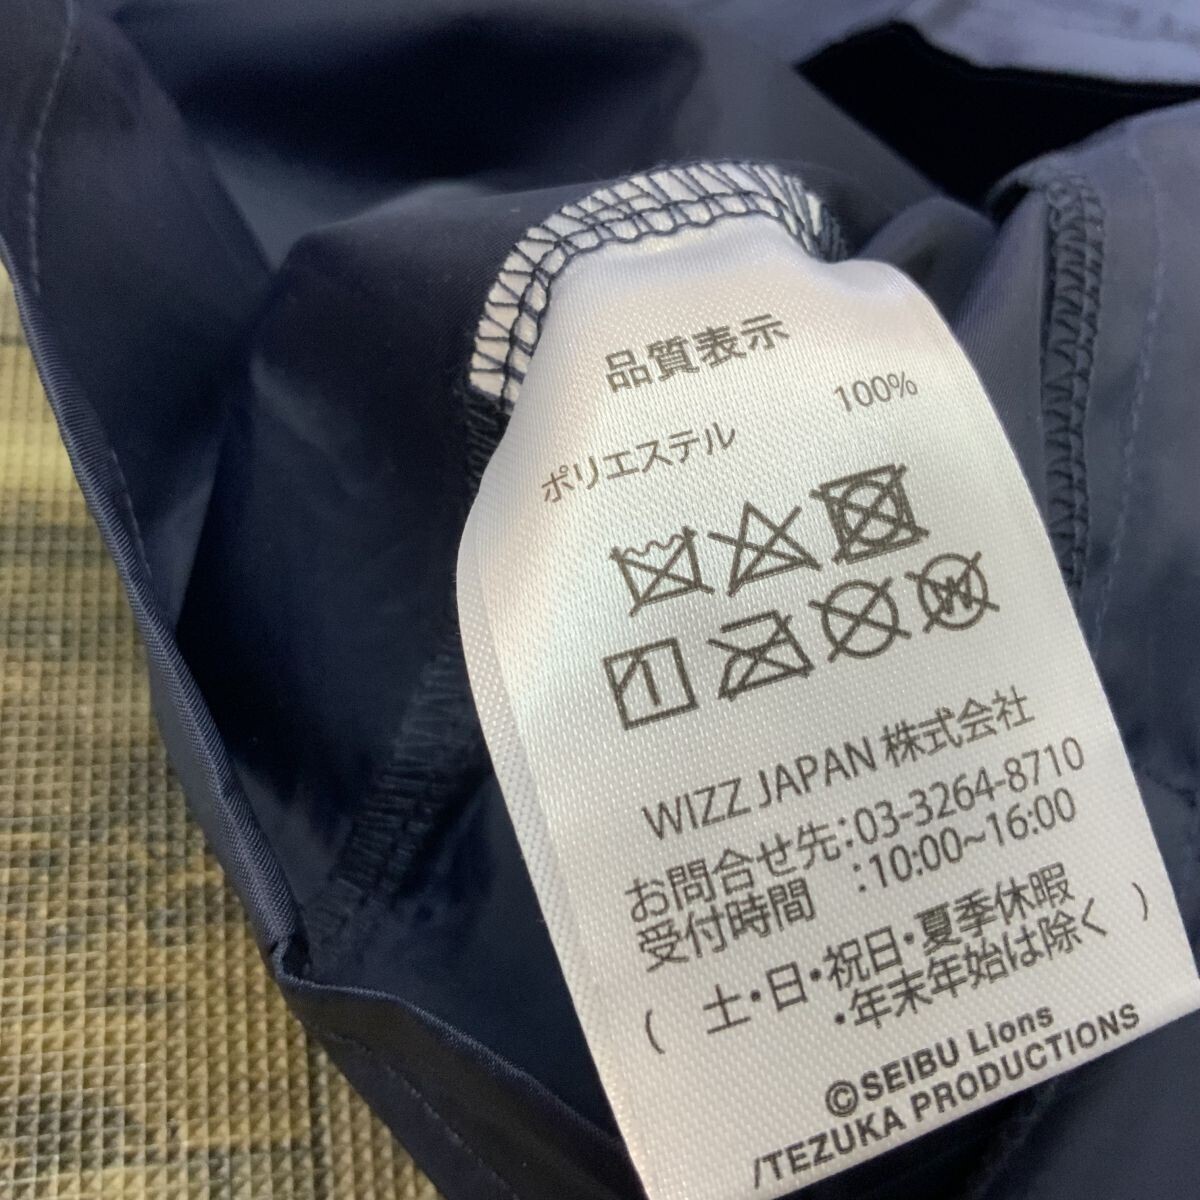 品質表示
ポリエステル 100%
W
WIZZ JAPAN 株式会社
お問合せ先:03-3264-8710
受付時間 :10:00~16:00
( 土・日・祝日・夏季休暇 )
・年末年始は除く
©SEIBU Lions
/TEZUKA PRODUCTIONS